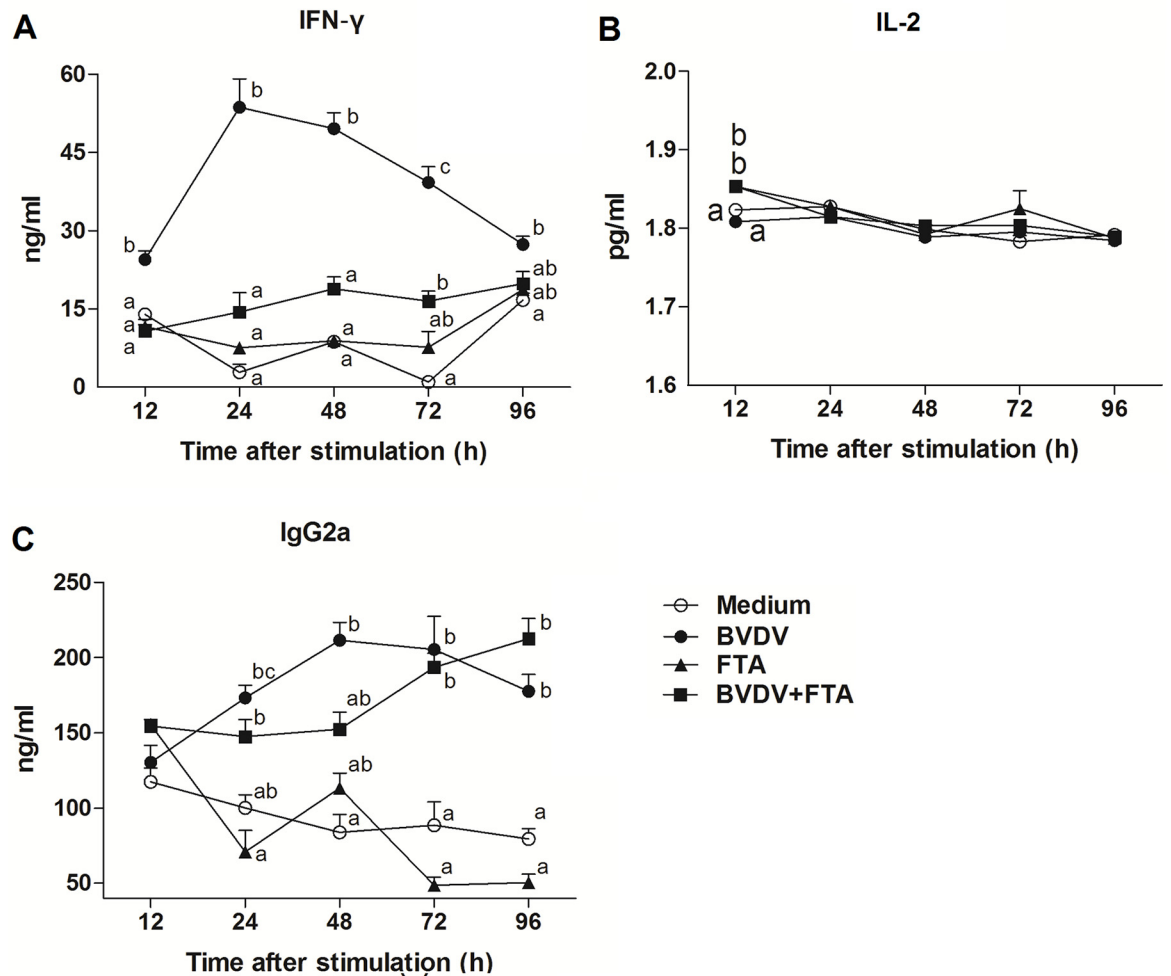 A
IFN-γ
60
45
30
15
0
ng/ml
b
b
b
c
b
a
a
a
a
a
a
a
a
a
b
ab
a
ab
ab
a
12 24 48 72 96
Time after stimulation (h)
B
IL-2
2.0
1.9
1.8
1.7
1.6
pg/ml
b
b
a
a
12 24 48 72 96
Time after stimulation (h)
C
IgG2a
250
200
150
100
50
ng/ml
bc
b
ab
a
b
ab
ab
a
b
b
a
a
b
b
a
a
12 24 48 72 96
Time after stimulation (h)
Medium
BVDV
FTA
BVDV+FTA